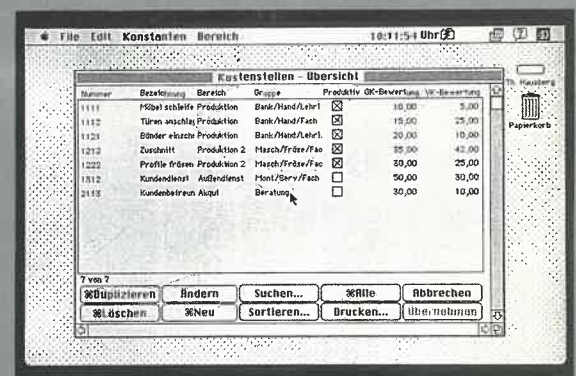 File Edit Konstanten Bereich 10:11:54 Uhr
Kostenstellen - Übersicht
Th. Hausberg
Nummer Bezeichnung Bereich Gruppe Produktiv GK-Bewertung VK-Bewertung
1111 Möbel schleife Produktion Bank/Hand/Lehrl 10,00 5,00
1112 Türen anschlag Produktion Bank/Hand/Fach 15,00 25,00
1121 Bänder einschn Produktion Bank/Hand/Lehrl. 20,00 10,00
1212 Zuschnitt Produktion 2 Masch/Fräse/Fac 35,00 42,00
1222 Profile fräsen Produktion 2 Masch/Fräse/Fac 30,00 25,00
1312 Kundendienst Außendienst Mont/Serv/Fach 50,00 30,00
2113 Kundenbetreun Akqui Beratung 30,00 10,00
Papierkorb
7 von 7
⌘Duplizieren Ändern Suchen... ⌘Alle Abbrechen
⌘Löschen ⌘Neu Sortieren... Drucken... Übernehmen